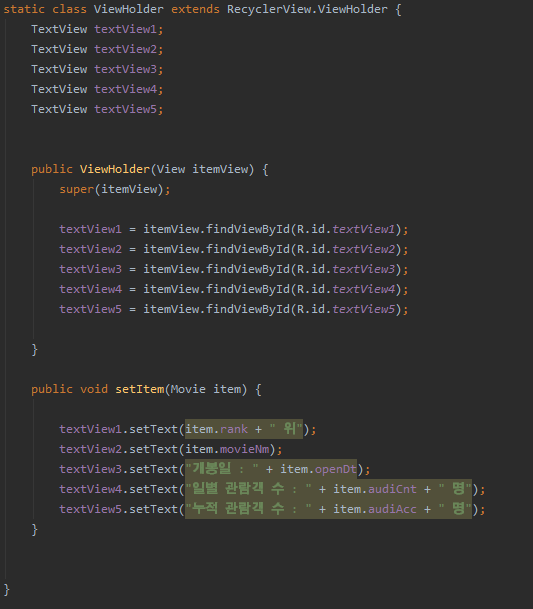 static class ViewHolder extends RecyclerView.ViewHolder {
TextView textView1;
TextView textView2;
TextView textView3;
TextView textView4;
TextView textView5;
public ViewHolder(View itemView) {
super(itemView);
textView1 = itemView.findViewById(R.id.textView1);
textView2 = itemView.findViewById(R.id.textView2);
textView3 = itemView.findViewById(R.id.textView3);
textView4 = itemView.findViewById(R.id.textView4);
textView5 = itemView.findViewById(R.id.textView5);
}
public void setItem(Movie item) {
textView1.setText(item.rank + " 위");
textView2.setText(item.movieNm);
textView3.setText("개봉일 : " + item.openDt);
textView4.setText("일별 관람객 수 : " + item.audiCnt + " 명");
textView5.setText("누적 관람객 수 : " + item.audiAcc + " 명");
}
}